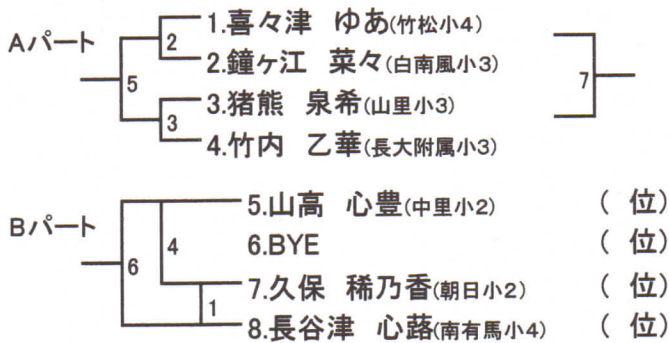 Aパート
1.喜々津 ゆあ(竹松小4)
2
2.鐘ヶ江 菜々(白南風小3)
5
7
3.猪熊 泉希(山里小3)
3
4.竹内 乙華(長大附属小3)
Bパート
5.山高 心豊(中里小2) ( 位)
4
6.BYE ( 位)
6
7.久保 稀乃香(朝日小2) ( 位)
1
8.長谷津 心蕗(南有馬小4) ( 位)